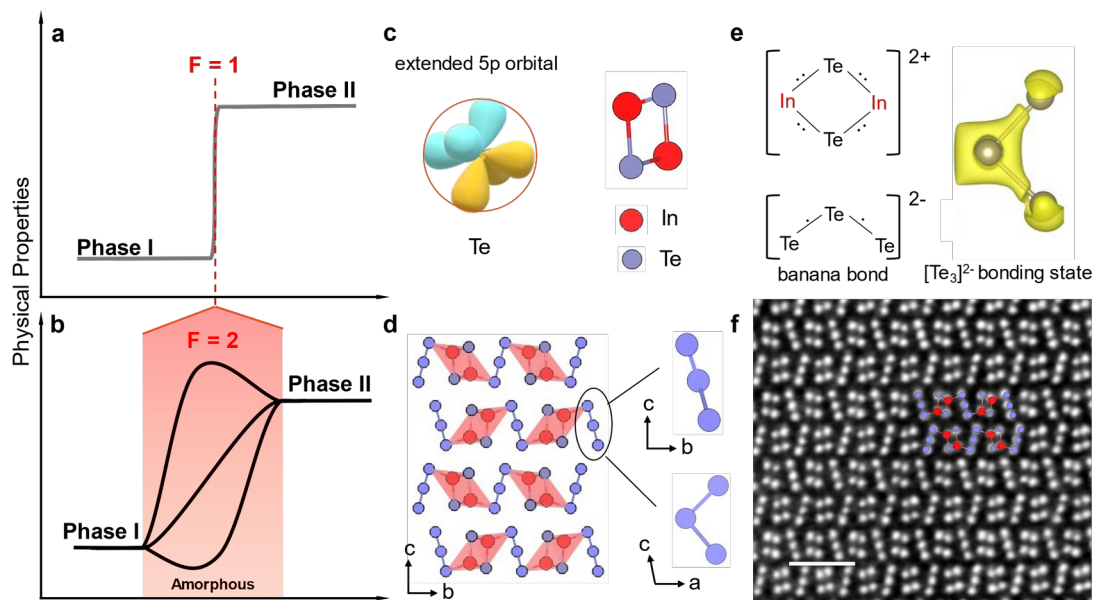 Physical Properties
a
F = 1
Phase II
Phase I
b
F = 2
Phase II
Phase I
Amorphous
c
extended 5p orbital
Te
In
Te
d
c
b
c
b
c
a
e
2+
Te
In In
Te
2-
Te
Te Te
banana bond
[Te3]2- bonding state
f